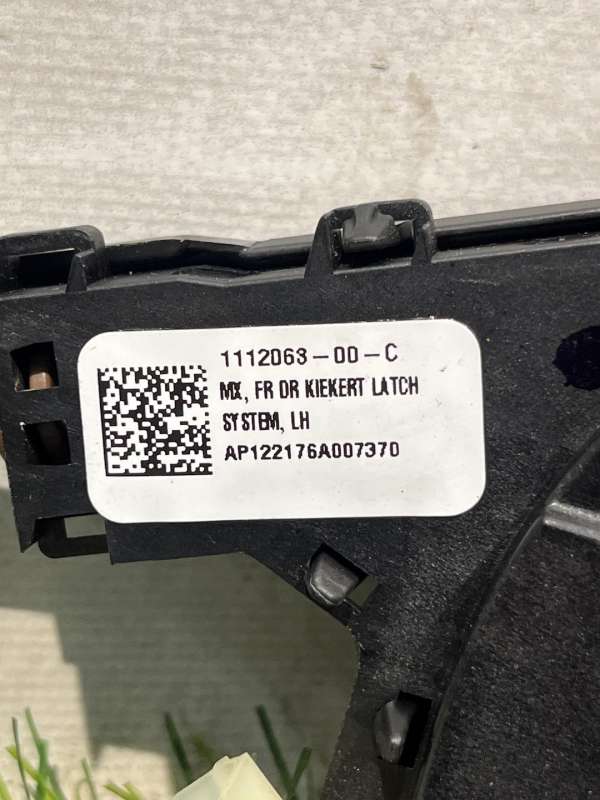 1112063-00-C
MX, FR DR KIEKERT LATCH
SYSTEM, LH
AP122176A007370